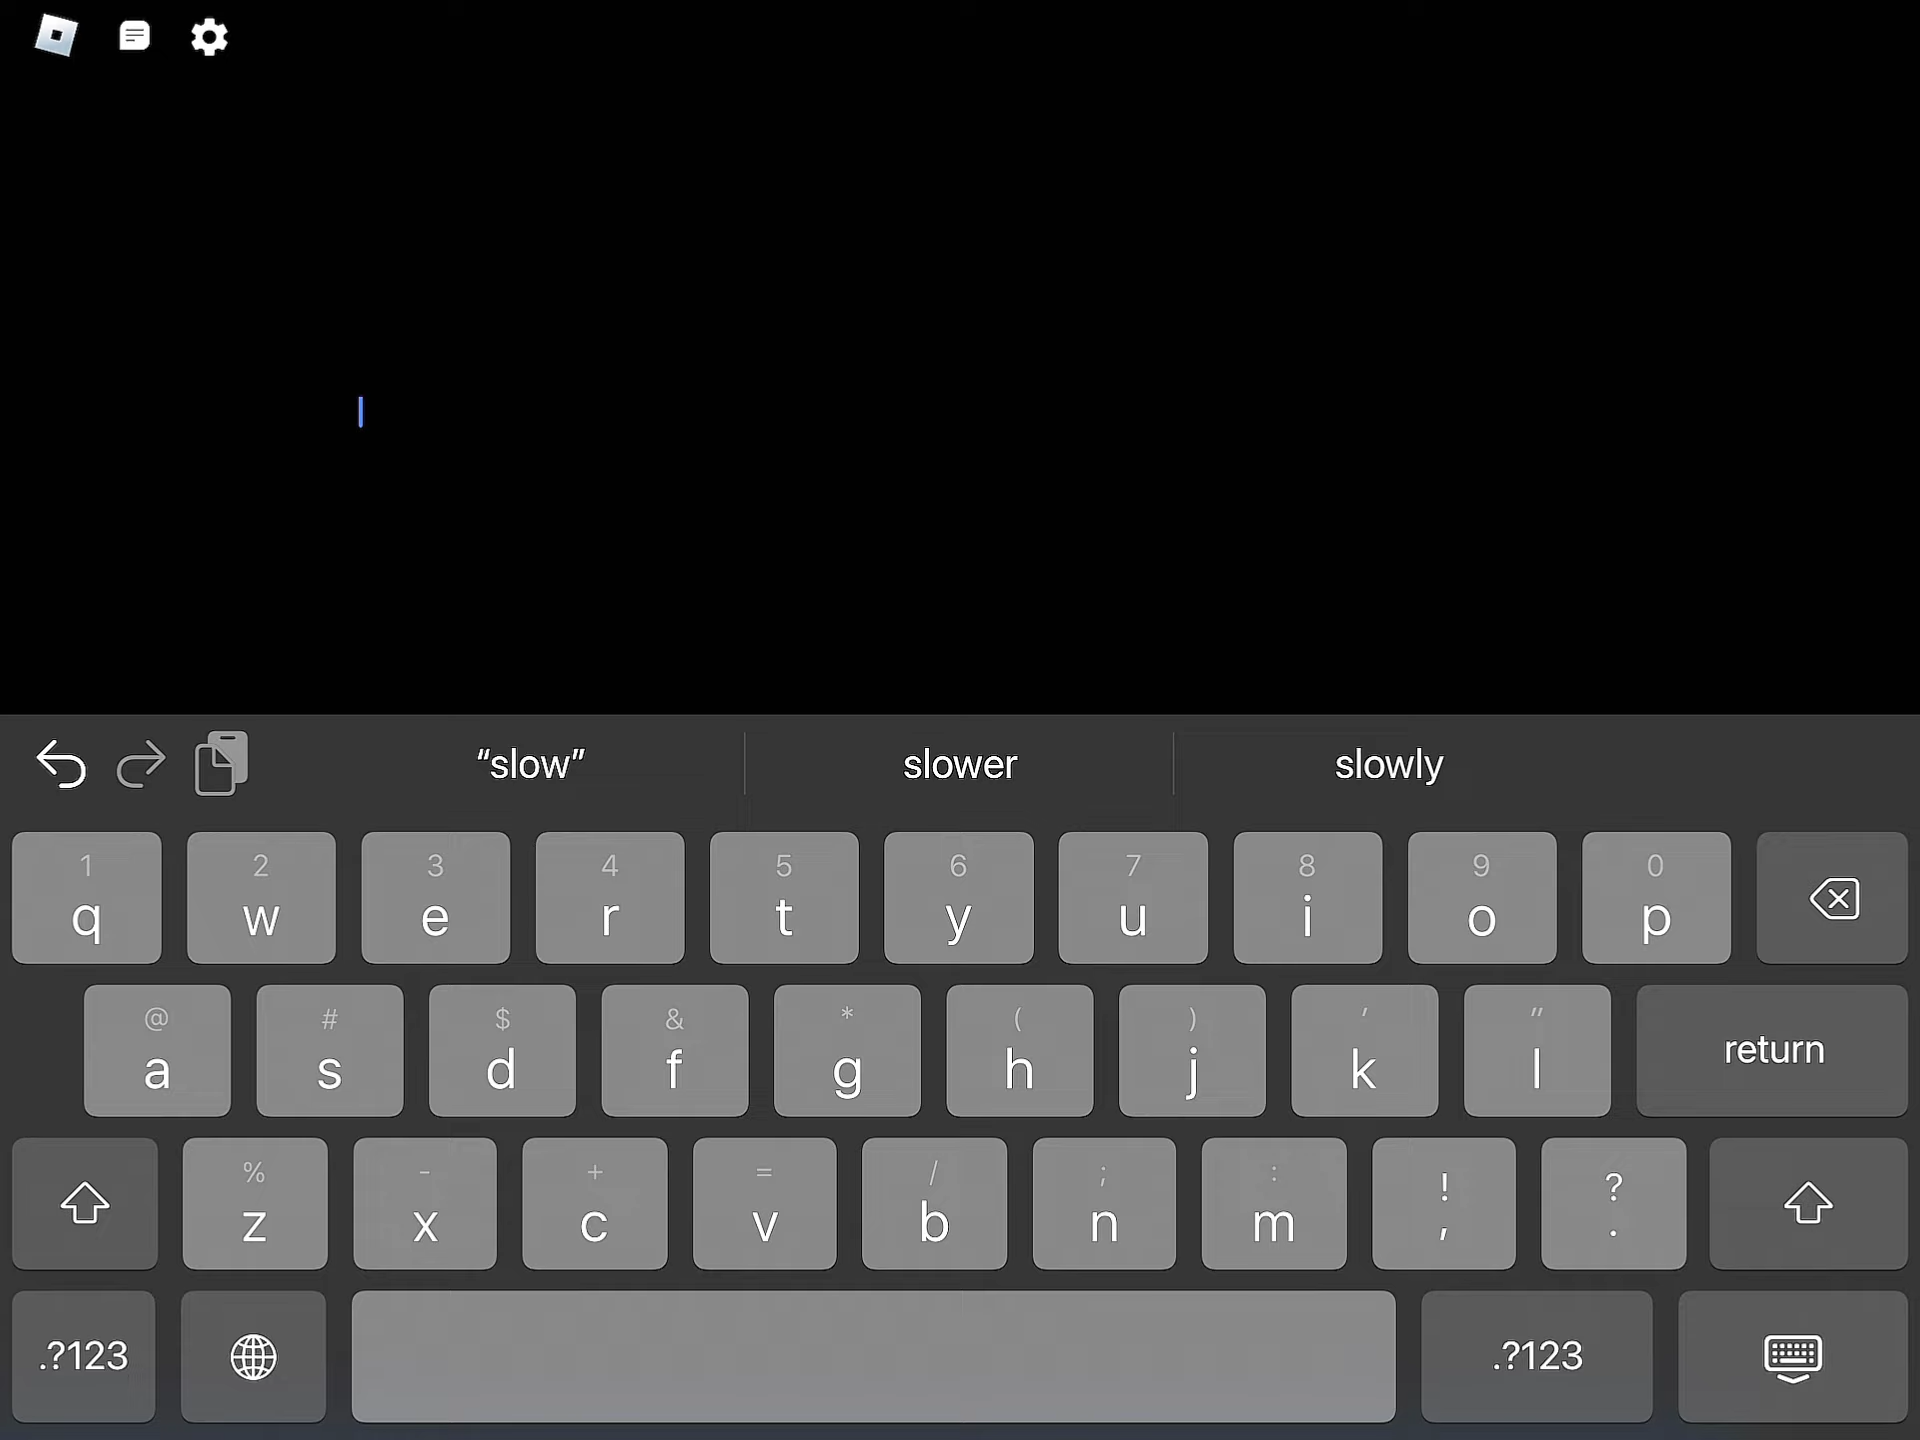 “slow” slower slowly
1 2 3 4 5 6 7 8 9 0
q w e r t y u i o p
@ # $ & * ( ) ' "
a s d f g h j k l return
% - + = / ; : ! ?
z x c v b n m , .
.?123 .?123